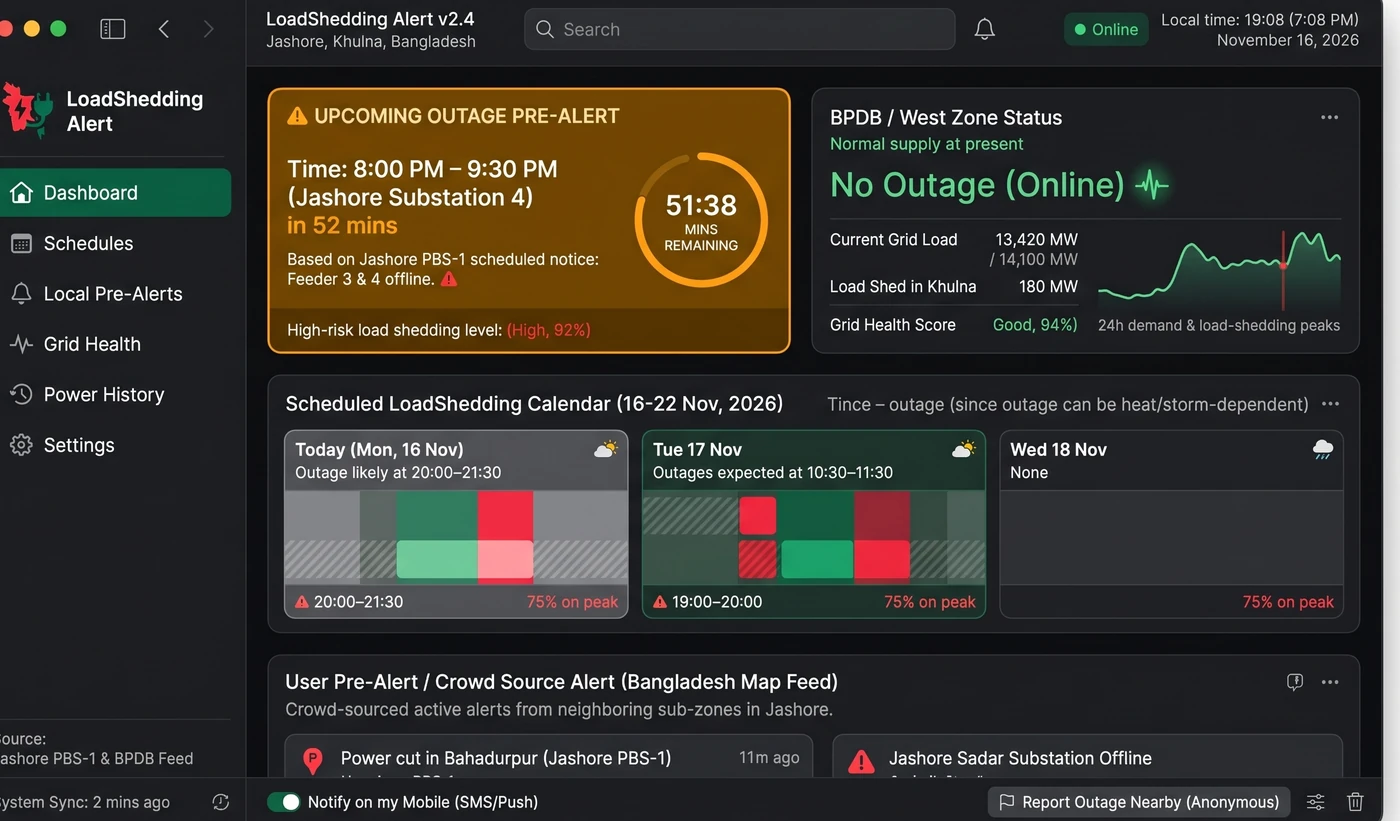 LoadShedding Alert v2.4
Jashore, Khulna, Bangladesh
Search
Online
Local time: 19:08 (7:08 PM)
November 16, 2026
LoadShedding
Alert
Dashboard
Schedules
Local Pre-Alerts
Grid Health
Power History
Settings
ource:
ashore PBS-1 & BPDB Feed
ystem Sync: 2 mins ago
UPCOMING OUTAGE PRE-ALERT
Time: 8:00 PM – 9:30 PM
(Jashore Substation 4)
in 52 mins
Based on Jashore PBS-1 scheduled notice:
Feeder 3 & 4 offline.
51:38
MINS
REMAINING
High-risk load shedding level: (High, 92%)
BPDB / West Zone Status
Normal supply at present
No Outage (Online)
Current Grid Load 13,420 MW
/ 14,100 MW
Load Shed in Khulna 180 MW
Grid Health Score Good, 94%)
24h demand & load-shedding peaks
Scheduled LoadShedding Calendar (16-22 Nov, 2026)
Tince – outage (since outage can be heat/storm-dependent)
Today (Mon, 16 Nov)
Outage likely at 20:00–21:30
20:00–21:30 75% on peak
Tue 17 Nov
Outages expected at 10:30–11:30
19:00–20:00 75% on peak
Wed 18 Nov
None
75% on peak
User Pre-Alert / Crowd Source Alert (Bangladesh Map Feed)
Crowd-sourced active alerts from neighboring sub-zones in Jashore.
P
Power cut in Bahadurpur (Jashore PBS-1) 11m ago
Jashore Sadar Substation Offline
Notify on my Mobile (SMS/Push)
Report Outage Nearby (Anonymous)